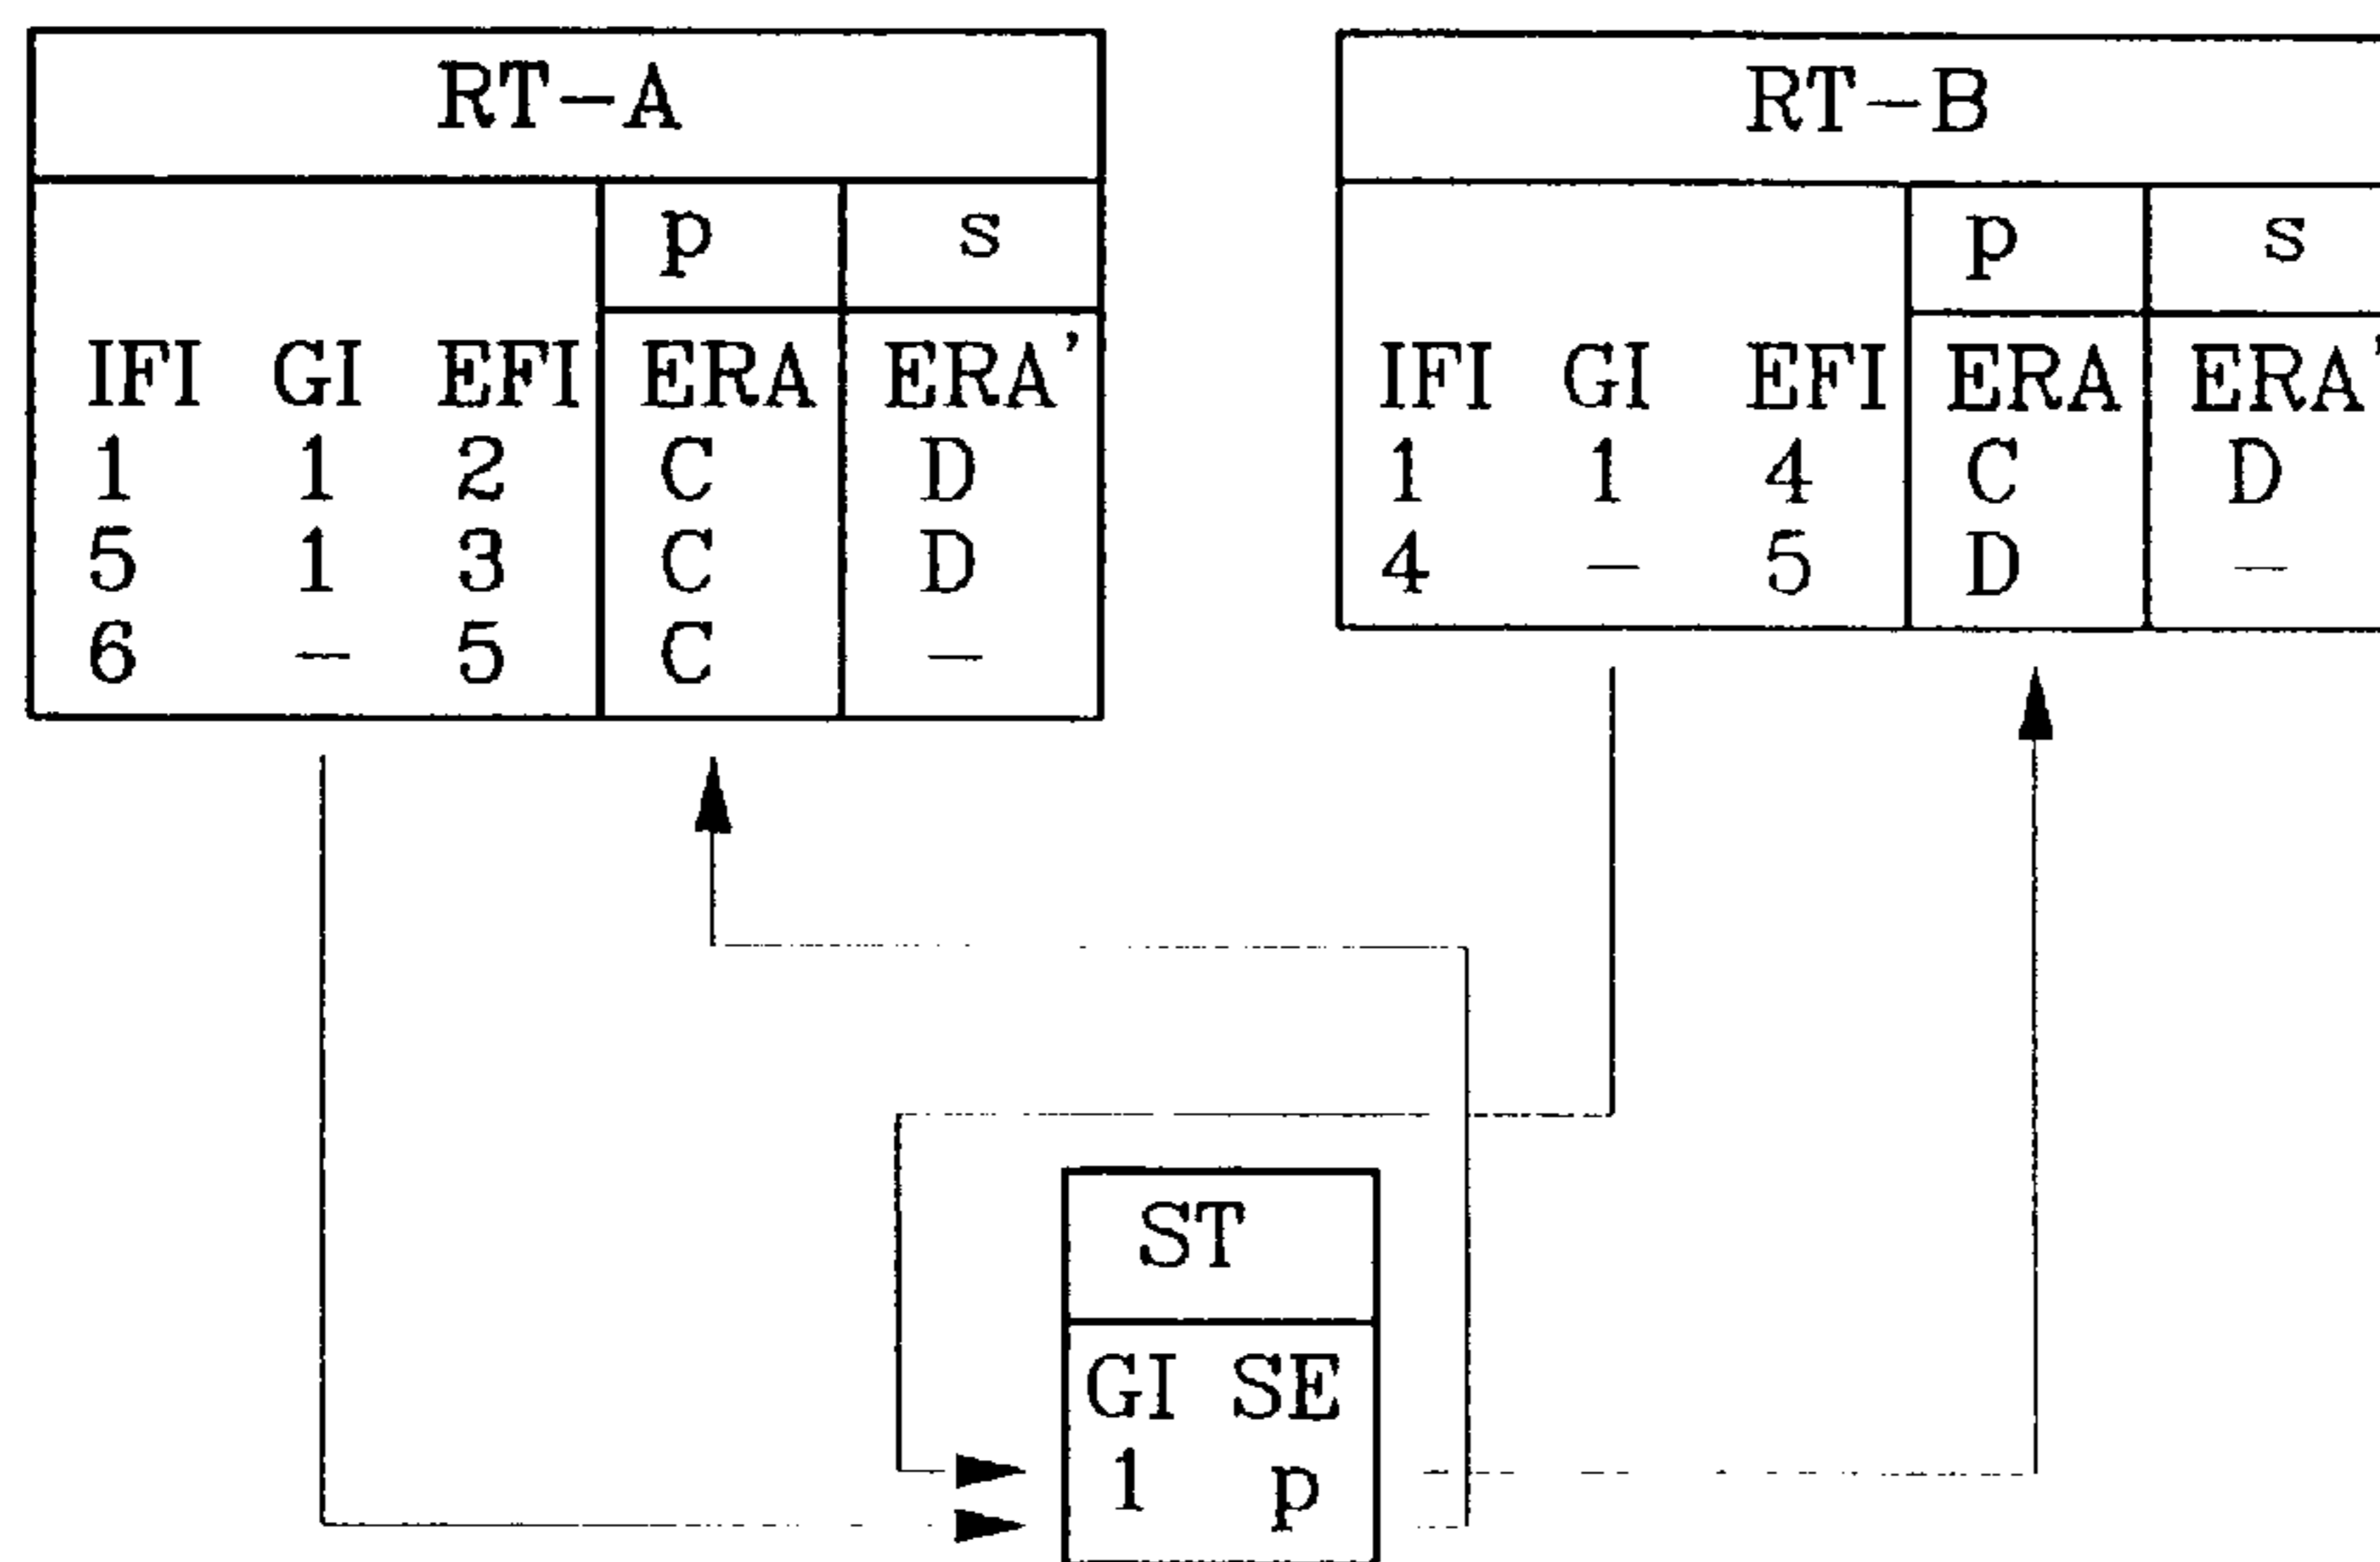 RT-A
p s
IFI GI EFI ERA ERA'
1 1 2 C D
5 1 3 C D
6 - 5 C -
RT-B
p s
IFI GI EFI ERA ERA'
1 1 4 C D
4 - 5 D -
ST
GI SE
1 p